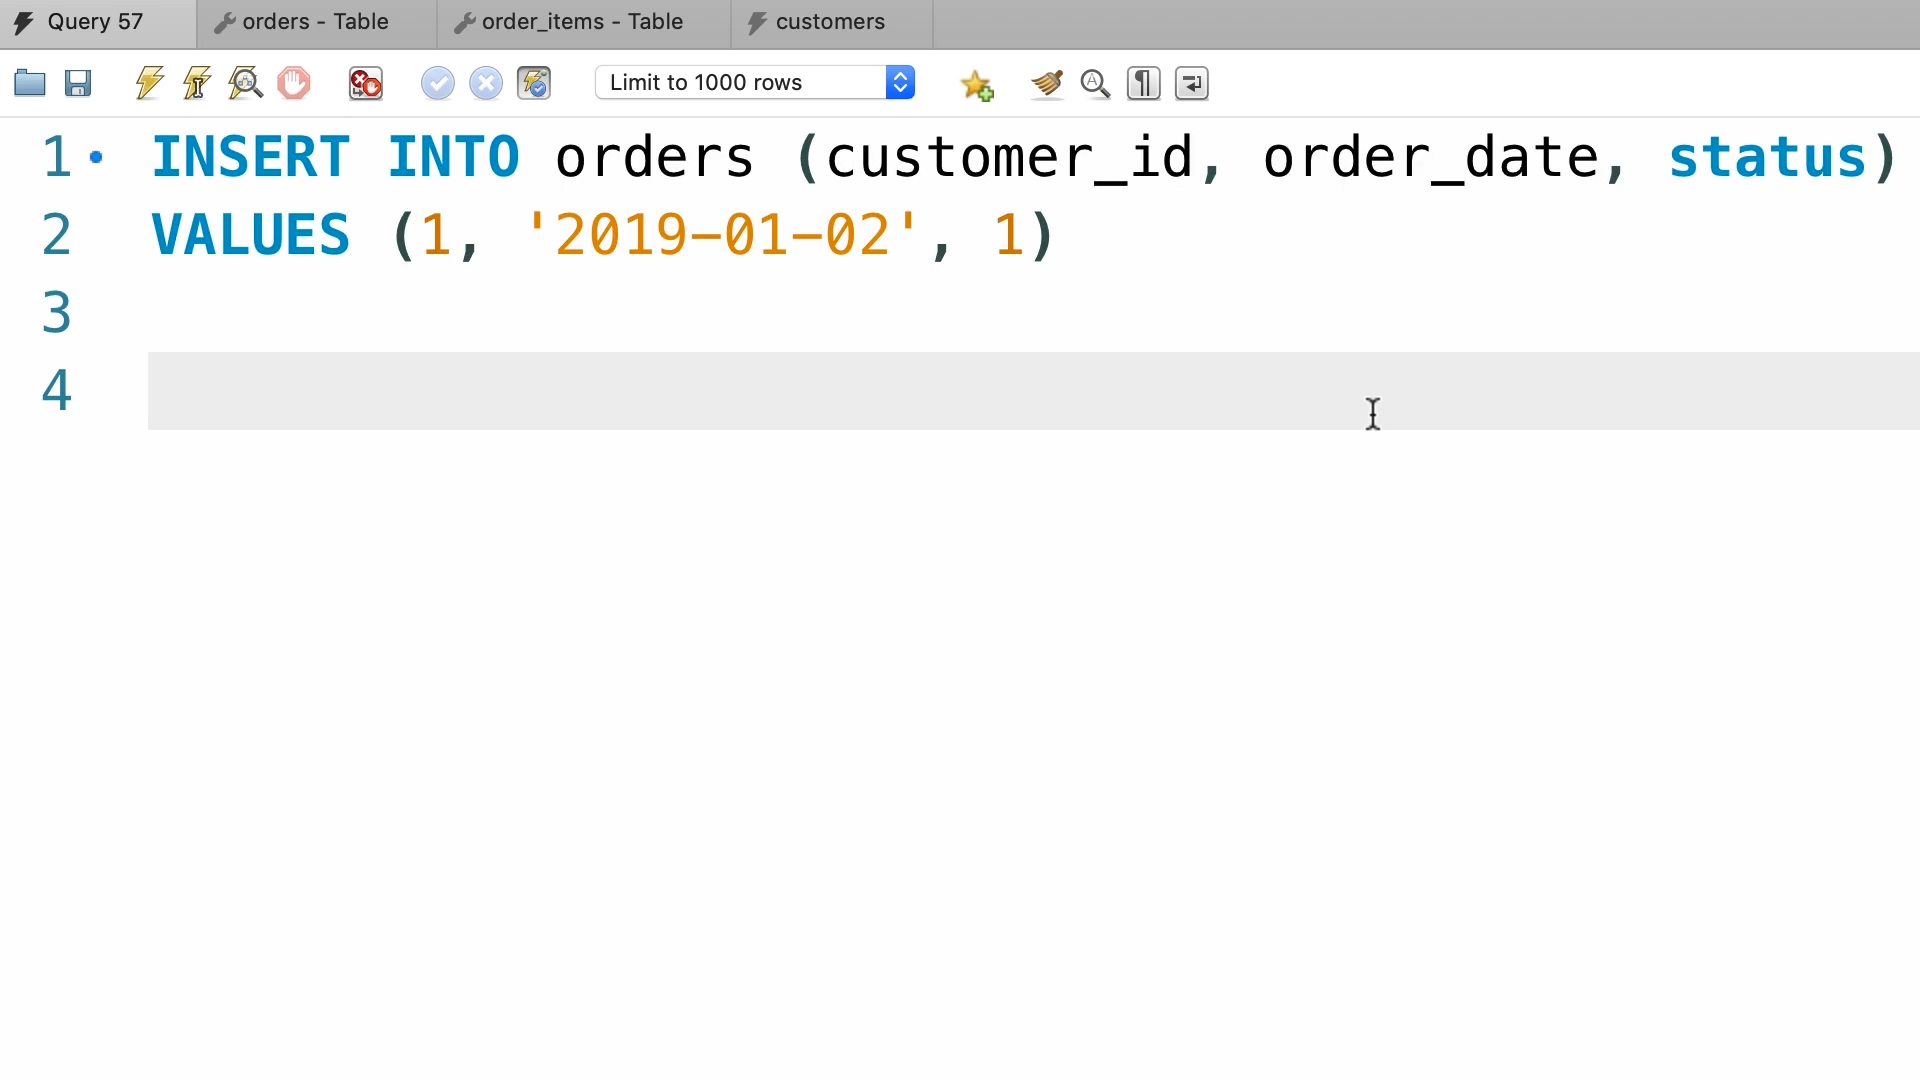 Query 57
orders - Table
order_items - Table
customers
Limit to 1000 rows
1 INSERT INTO orders (customer_id, order_date, status)
2 VALUES (1, '2019-01-02', 1)
3
4